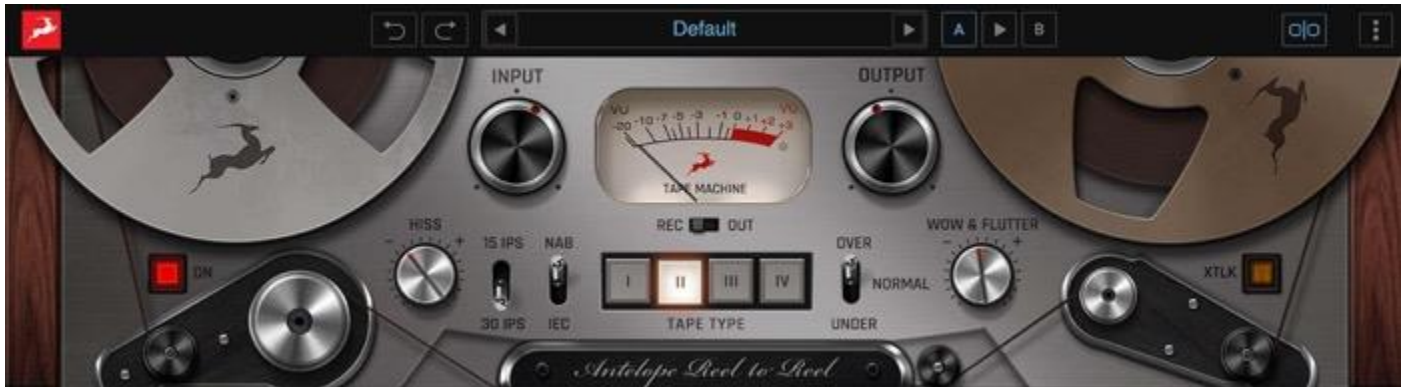 Default
A
B
INPUT
OUTPUT
VU
VU
-20 -10 -7 -5 -3 -1 0 +1 +2 +3
TAPE MACHINE
REC
OUT
HISS
- +
15 IPS
NAB
OVER
WOW & FLUTTER
- +
ON
I
II
III
IV
NORMAL
XTLK
30 IPS
IEC
TAPE TYPE
UNDER
Antelope Reel to Reel